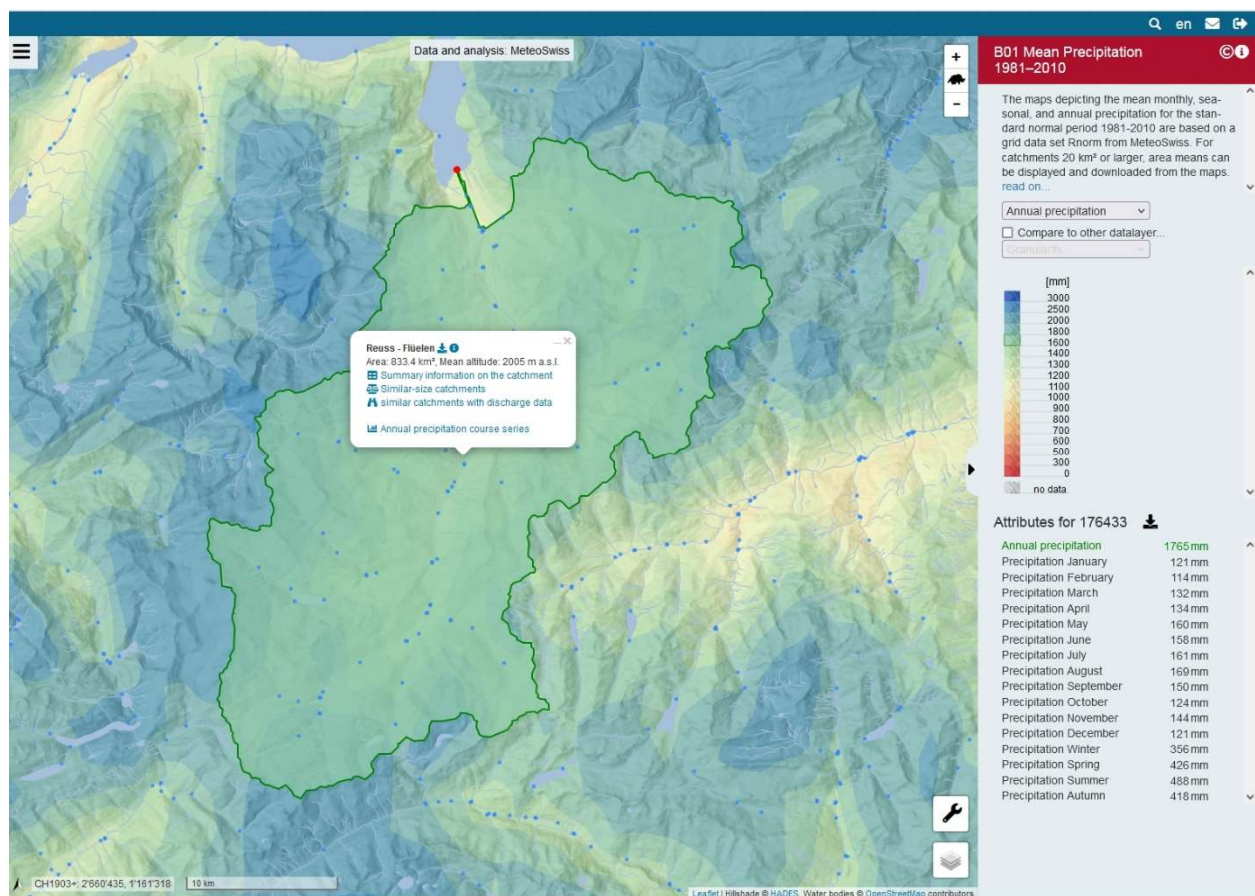 en
Data and analysis: MeteoSwiss
+
−
B01 Mean Precipitation
1981–2010
The maps depicting the mean monthly, sea-
sonal, and annual precipitation for the stan-
dard normal period 1981-2010 are based on a
grid data set Rnorm from MeteoSwiss. For
catchments 20 km² or larger, area means can
be displayed and downloaded from the maps.
read on...
Annual precipitation
Compare to other datalayer...
Granularity...
[mm]
3000
2500
2000
1800
1600
1400
1300
1200
1100
1000
900
800
700
600
500
300
0
no data
Reuss - Flüelen
Area: 833.4 km², Mean altitude: 2005 m a.s.l.
Summary information on the catchment
Similar-size catchments
similar catchments with discharge data
Annual precipitation course series
Attributes for 176433
Annual precipitation 1765 mm
Precipitation January 121 mm
Precipitation February 114 mm
Precipitation March 132 mm
Precipitation April 134 mm
Precipitation May 160 mm
Precipitation June 158 mm
Precipitation July 161 mm
Precipitation August 169 mm
Precipitation September 150 mm
Precipitation October 124 mm
Precipitation November 144 mm
Precipitation December 121 mm
Precipitation Winter 356 mm
Precipitation Spring 426 mm
Precipitation Summer 488 mm
Precipitation Autumn 418 mm
CH1903+: 2'660'435, 1'161'318
10 km
Leaflet | Hillshade © HADES, Water bodies © OpenStreetMap contributors